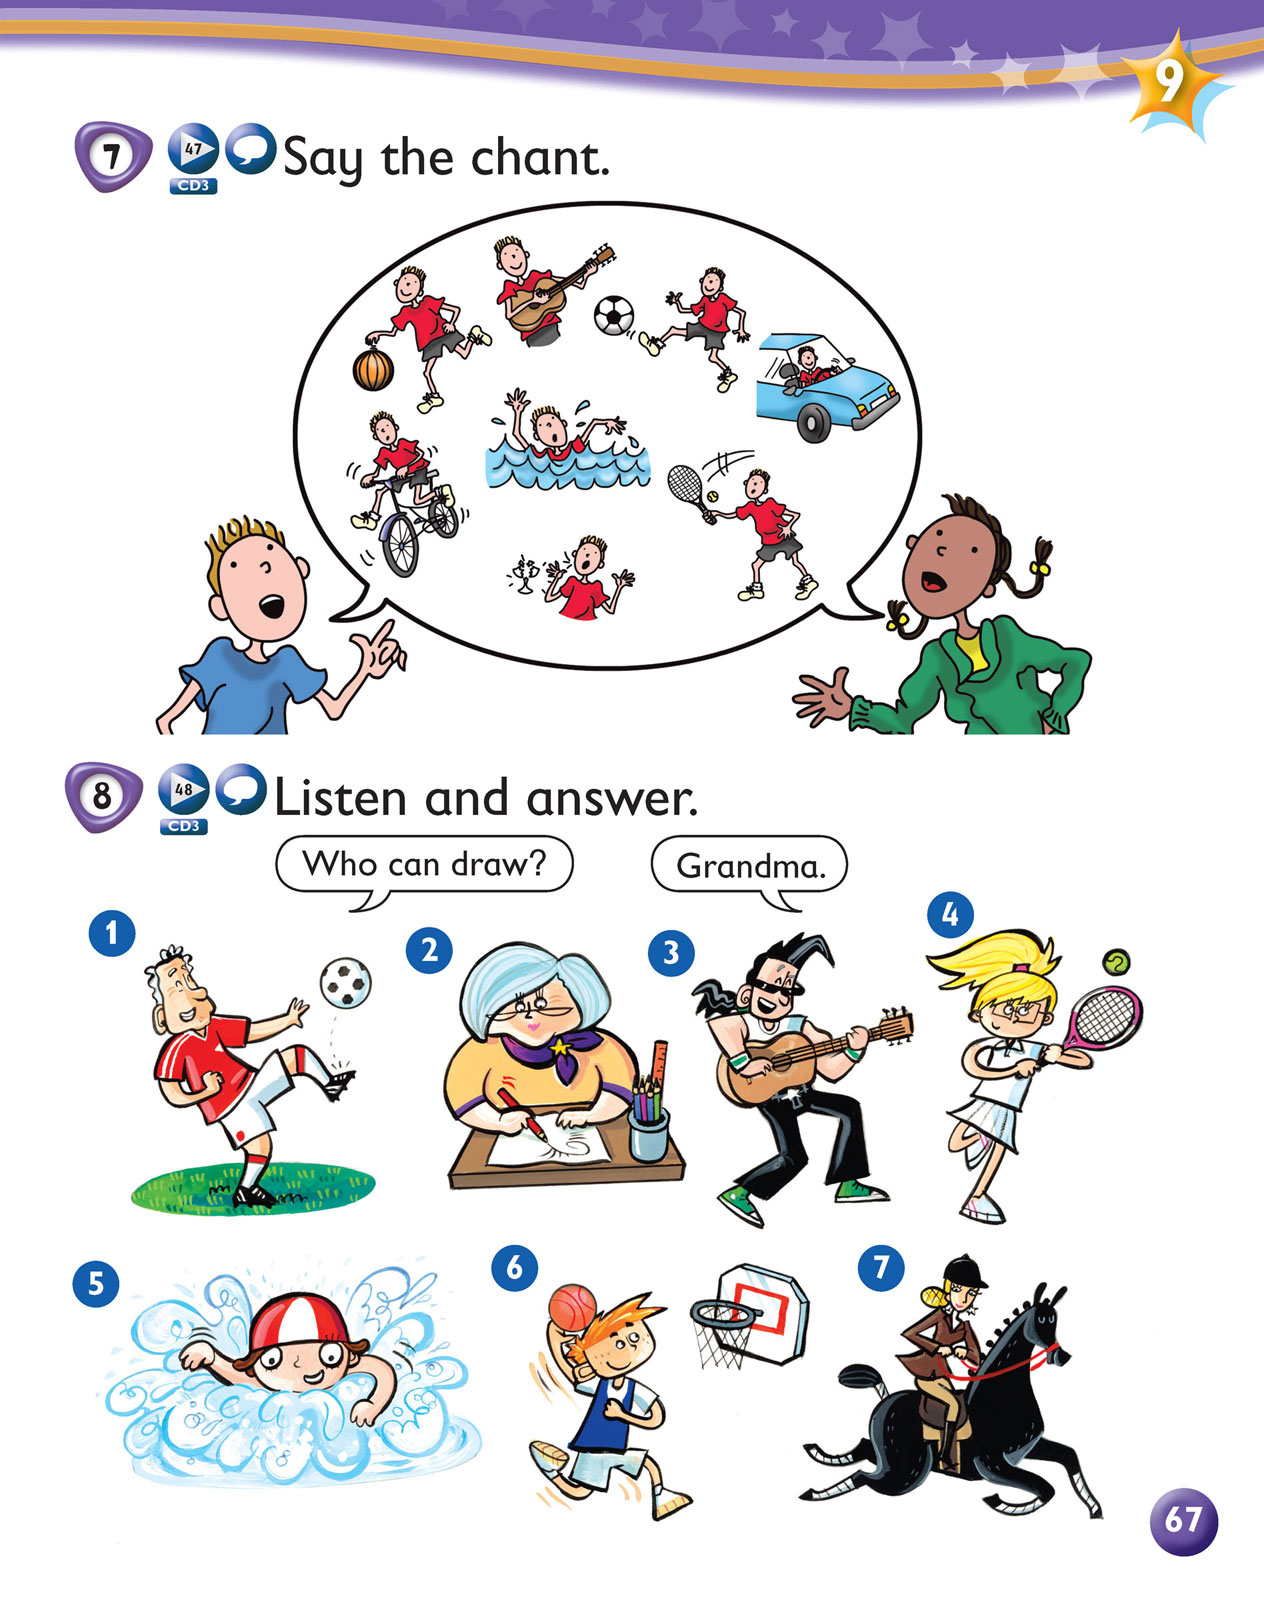 9
7 47 CD3 Say the chant.
8 48 CD3 Listen and answer.
Who can draw? Grandma.
1 2 3 4
5 6 7
67